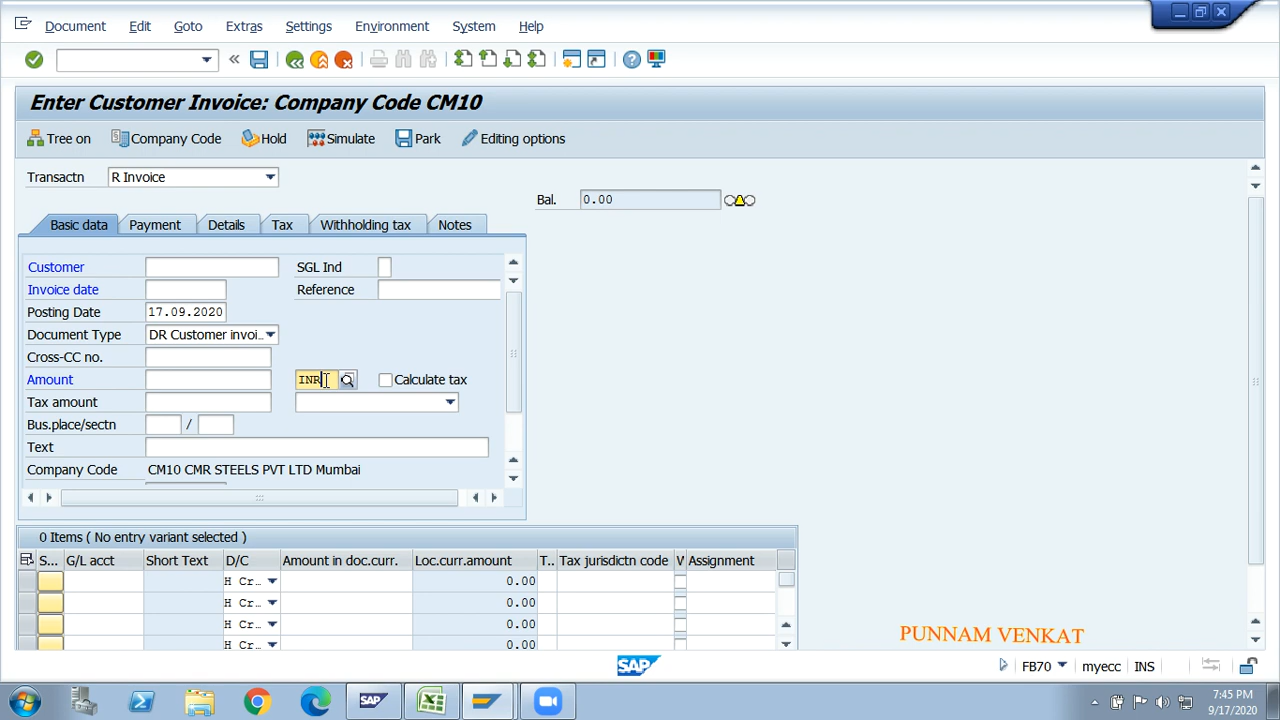 Document Edit Goto Extras Settings Environment System Help
Enter Customer Invoice: Company Code CM10
Tree on Company Code Hold Simulate Park Editing options
Transactn R Invoice
Bal. 0.00
Basic data Payment Details Tax Withholding tax Notes
Customer SGL Ind
Invoice date Reference
Posting Date 17.09.2020
Document Type DR Customer invoi...
Cross-CC no.
Amount INR Calculate tax
Tax amount
Bus.place/sectn /
Text
Company Code CM10 CMR STEELS PVT LTD Mumbai
0 Items ( No entry variant selected )
S... G/L acct Short Text D/C Amount in doc.curr. Loc.curr.amount T.. Tax jurisdictn code W Assignment
H Cr... 0.00
H Cr... 0.00
H Cr... 0.00
H Cr... 0.00
PUNNAM VENKAT
SAP FB70 myecc INS
SAP
7:45 PM
9/17/2020